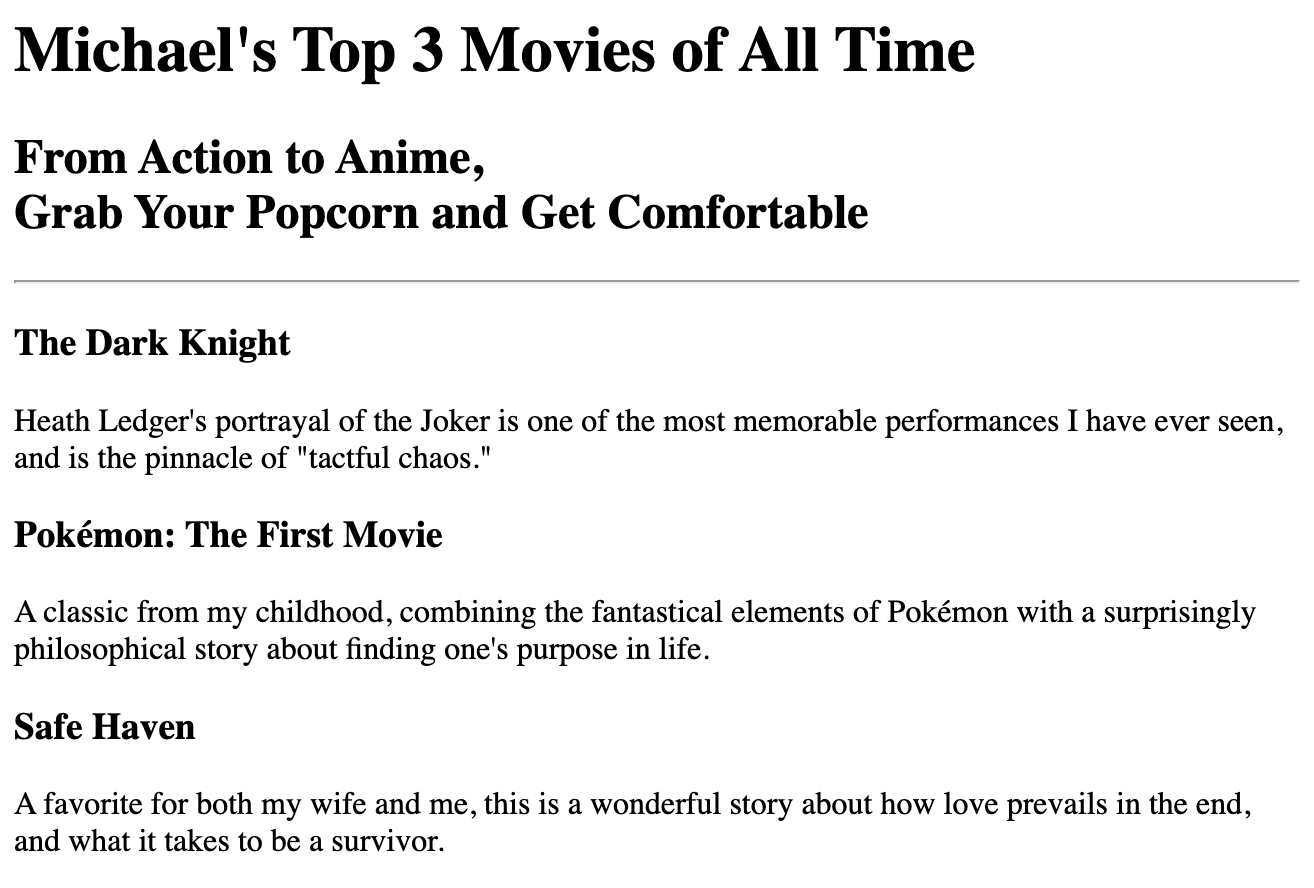 Michael's Top 3 Movies of All Time
From Action to Anime,
Grab Your Popcorn and Get Comfortable
The Dark Knight
Heath Ledger's portrayal of the Joker is one of the most memorable performances I have ever seen,
and is the pinnacle of "tactful chaos."
Pokémon: The First Movie
A classic from my childhood, combining the fantastical elements of Pokémon with a surprisingly
philosophical story about finding one's purpose in life.
Safe Haven
A favorite for both my wife and me, this is a wonderful story about how love prevails in the end,
and what it takes to be a survivor.